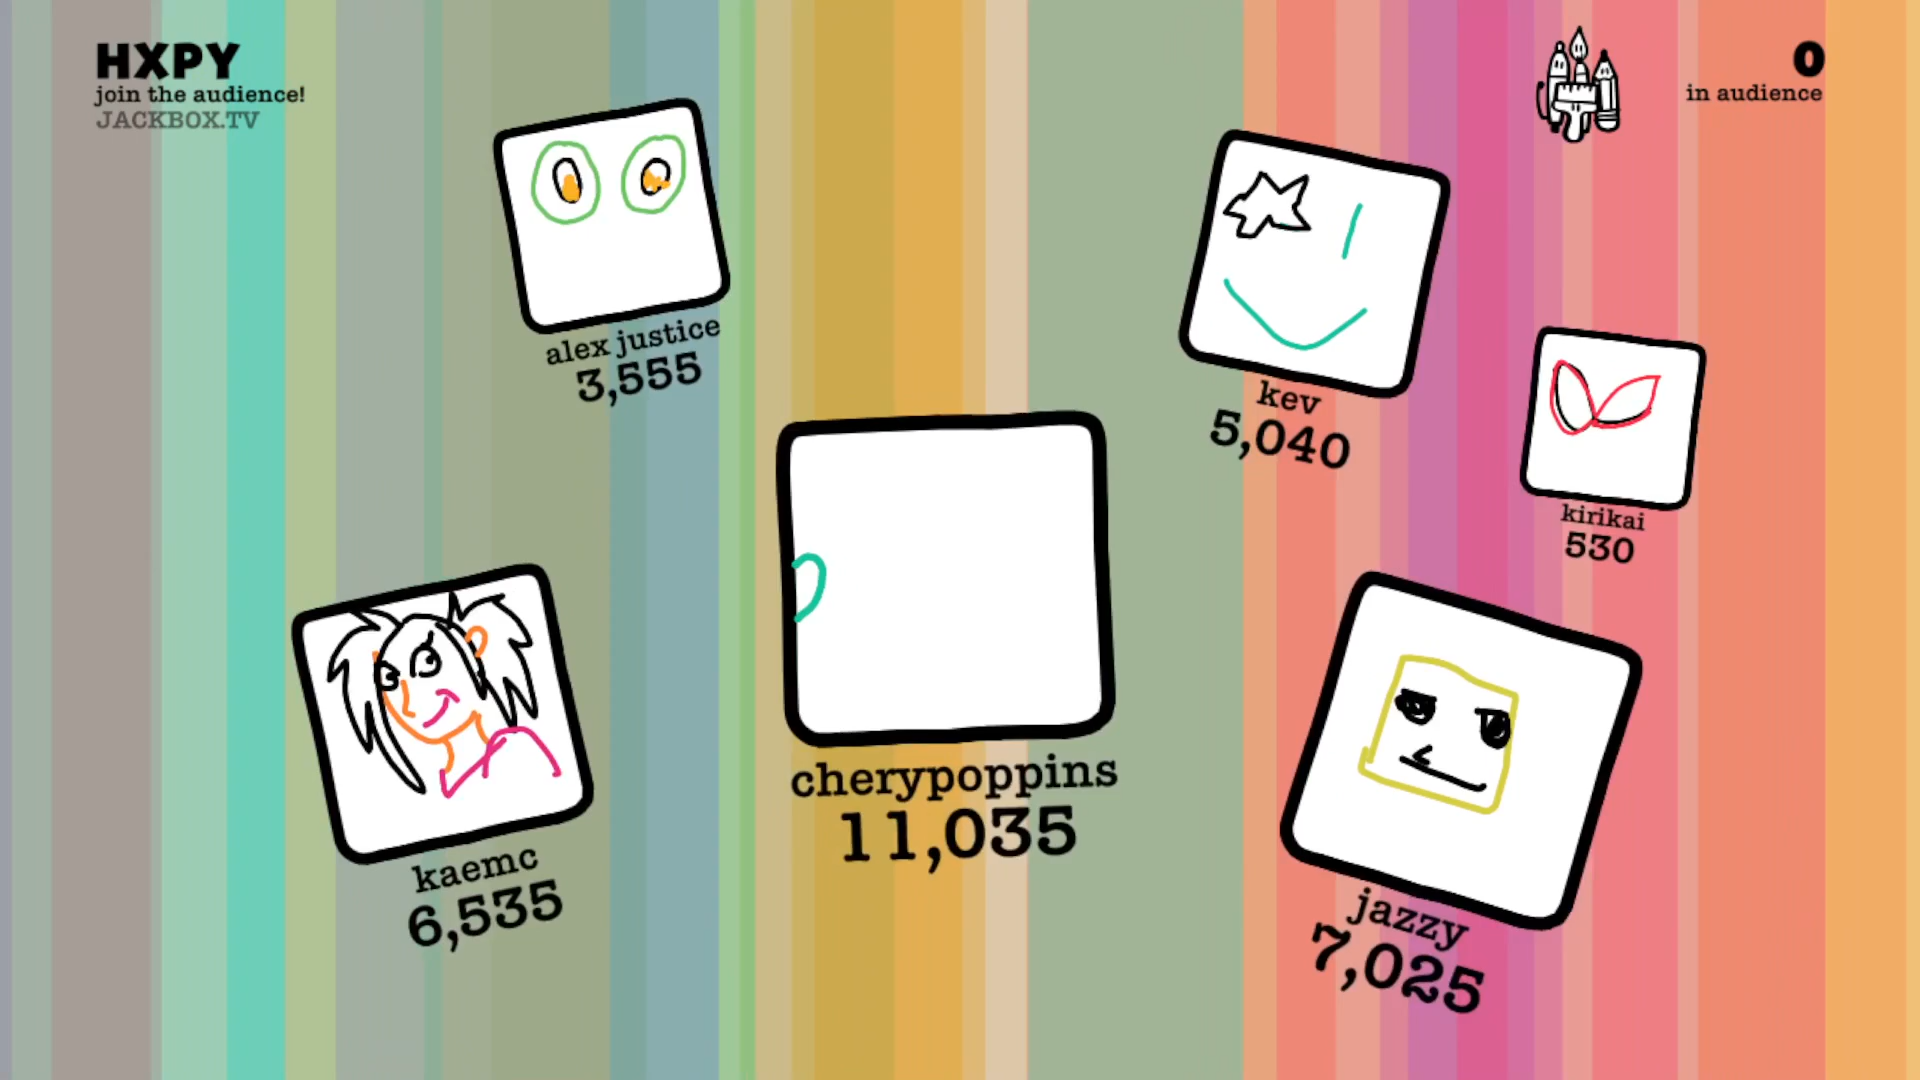 HXPY
join the audience!
JACKBOX.TV
0
in audience
alex justice
3,555
kev
5,040
kirikai
530
cherypoppins
11,035
kaemc
6,535
jazzy
7,025